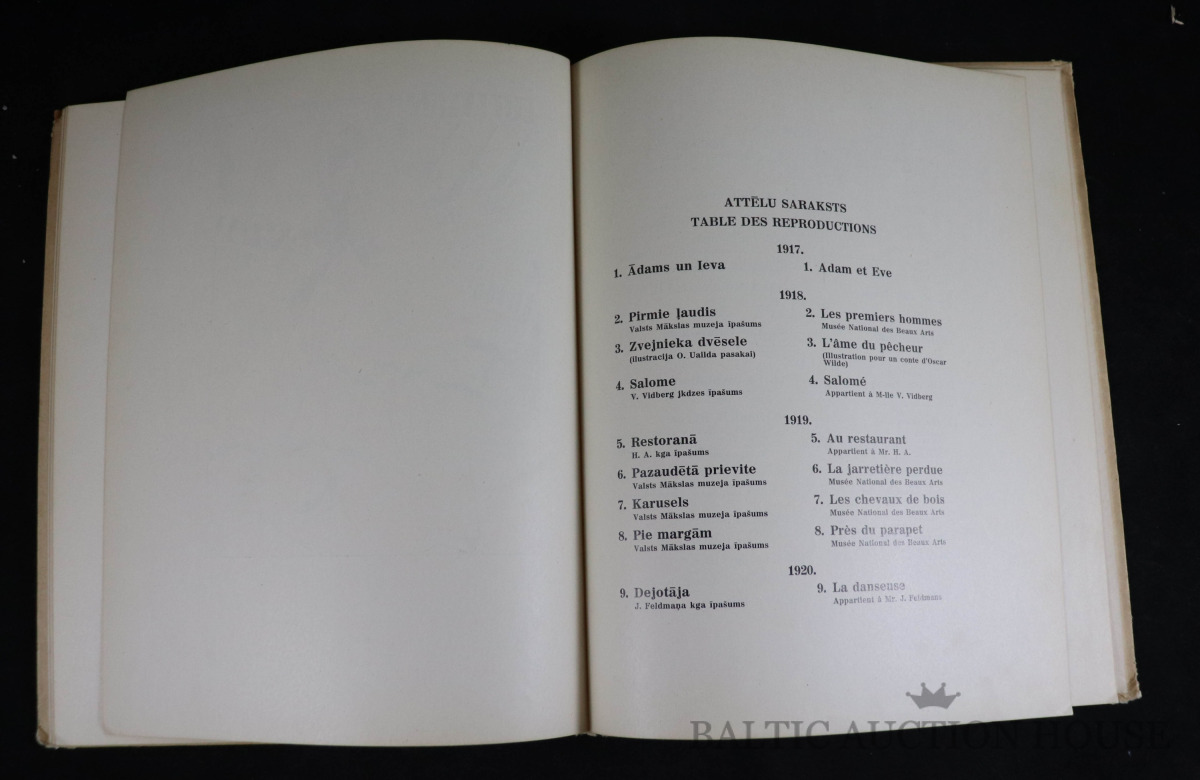 ATTĒLU SARAKSTS
TABLE DES REPRODUCTIONS
1917.
1. Ādams un Ieva
1. Adam et Eve
1918.
2. Pirmie ļaudis
Valsts Mākslas muzeja īpašums
2. Les premiers hommes
Musée National des Beaux Arts
3. Zvejnieka dvēsele
(ilustracija O. Uailda pasakai)
3. L'âme du pêcheur
(Illustration pour un conte d'Oscar
Wilde)
4. Salome
V. Vidberg jkdzes īpašums
4. Salomé
Appartient à M-lle V. Vidberg
1919.
5. Restoranā
H. A. kga īpašums
5. Au restaurant
Appartient à Mr. H. A.
6. Pazaudētā prievite
Valsts Mākslas muzeja īpašums
6. La jarretière perdue
Musée National des Beaux Arts
7. Karusels
Valsts Mākslas muzeja īpašums
7. Les chevaux de bois
Musée National des Beaux Arts
8. Pie margām
Valsts Mākslas muzeja īpašums
8. Près du parapet
Musée National des Beaux Arts
1920.
9. Dejotāja
J. Feldmaņa kga īpašums
9. La danseuse
Appartient à Mr. J. Feldmans
BALTIC AUCTION HOUSE